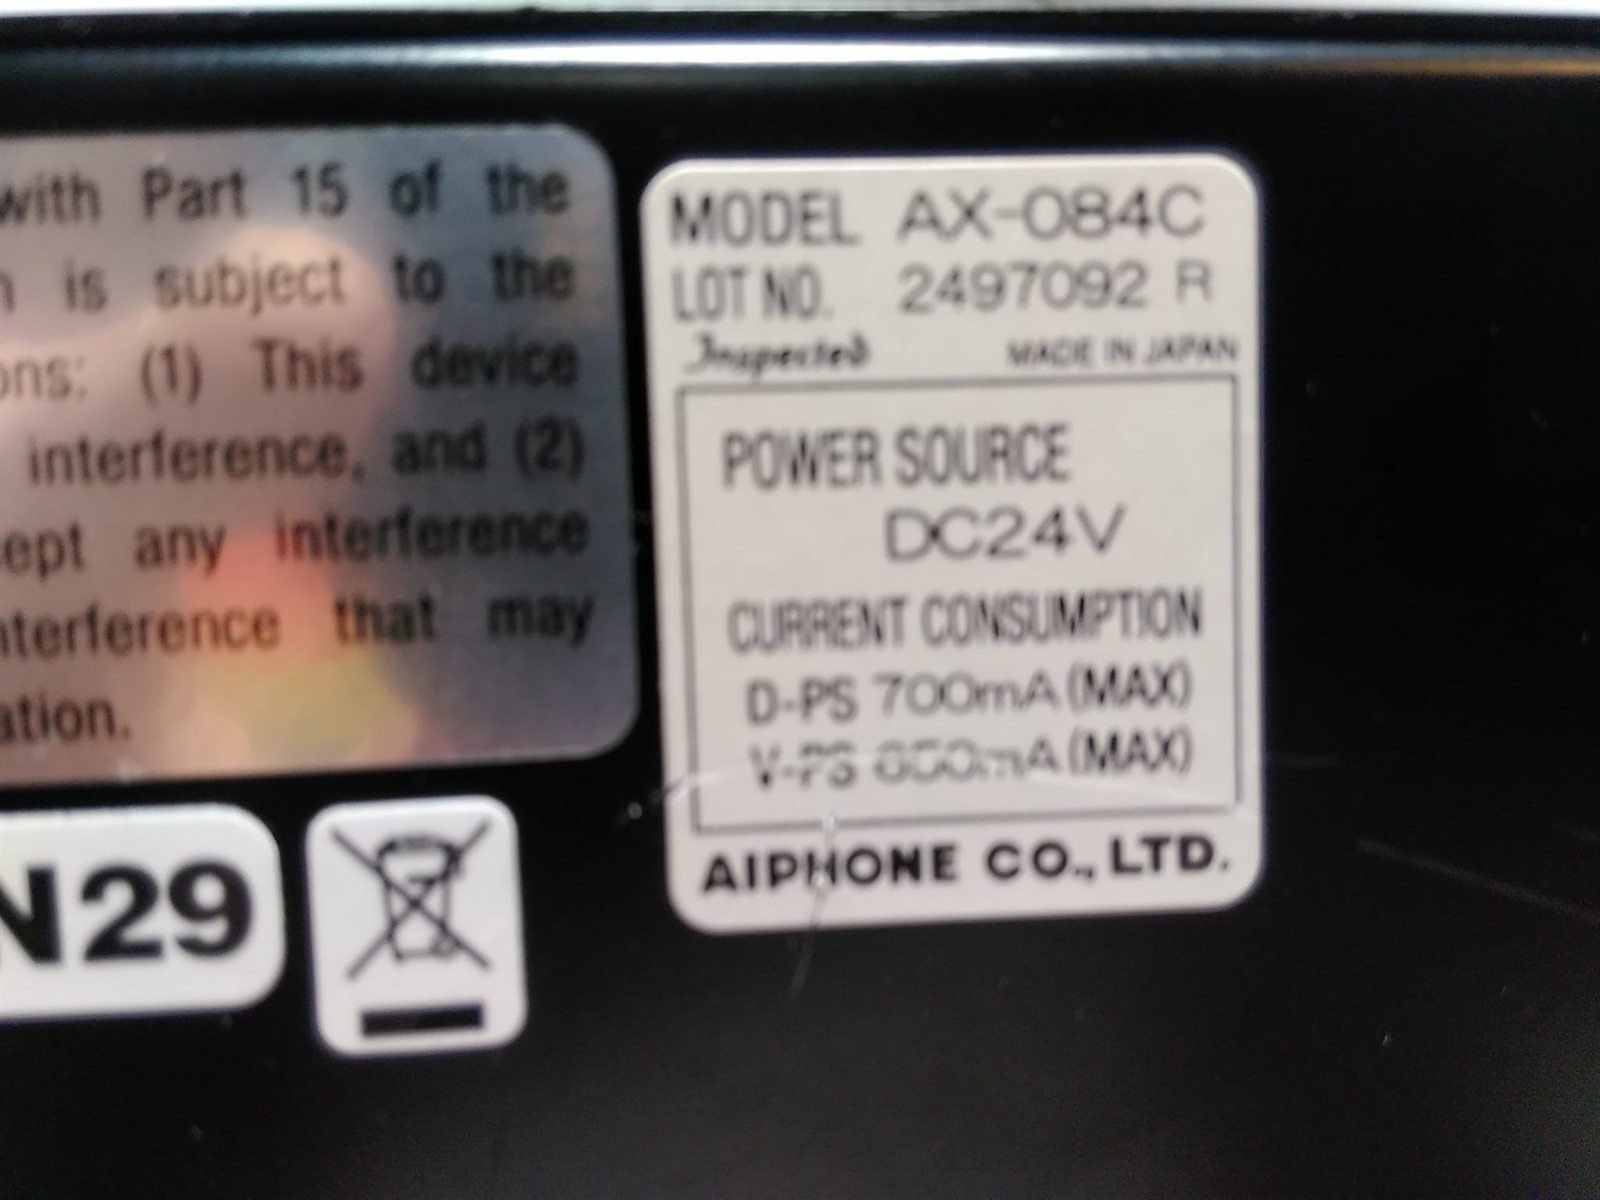 with Part 15 of the
is subject to the
ons: (1) This device
interference, and (2)
cept any interference
nterference that may
ation.
N29
MODEL AX-084C
LOT NO. 2497092 R
Inspected MADE IN JAPAN
POWER SOURCE
DC24V
CURRENT CONSUMPTION
D-PS 700mA (MAX)
V-PS mA (MAX)
AIPHONE CO., LTD.